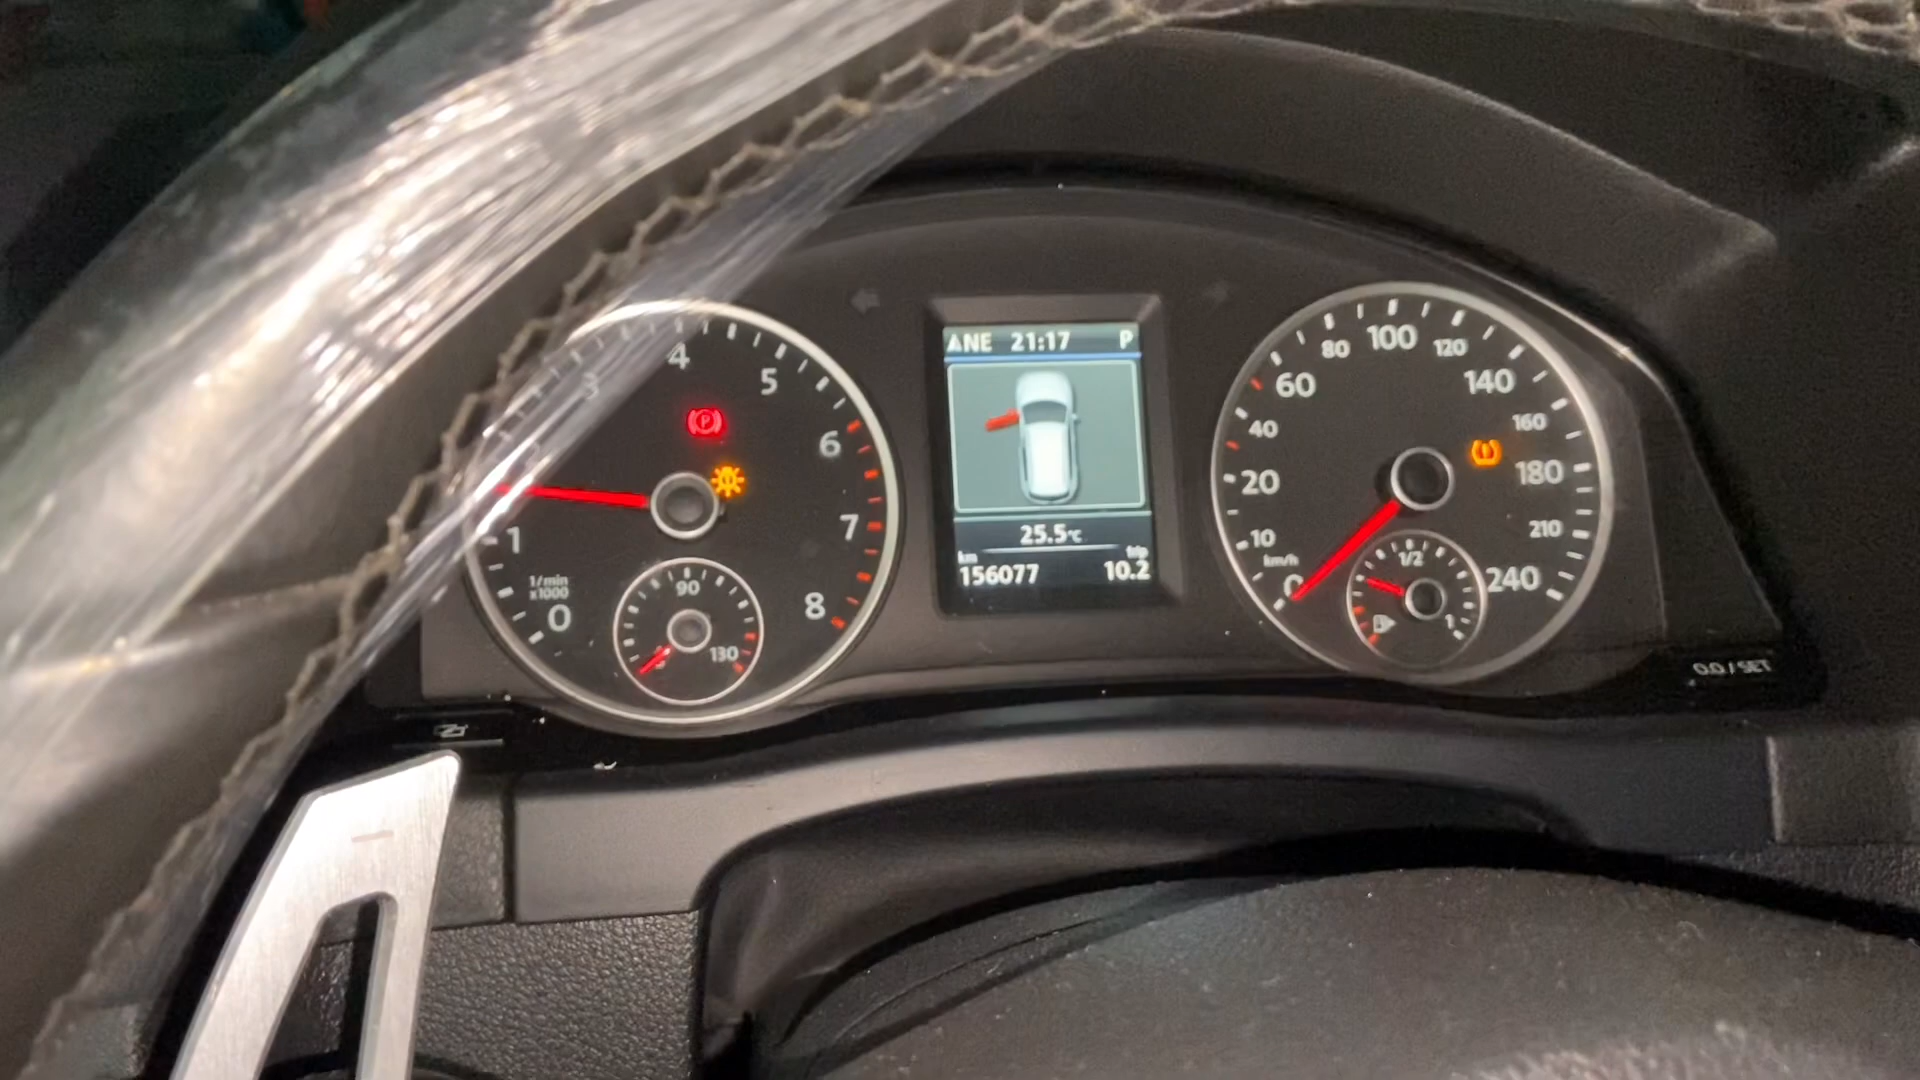 ANE 21:17 P
25.5°C
km trip
156077 10.2
1 3 4 5 6 7 8
1/min
x1000
0
90
130
0 10 20 40 60 80 100 120 140 160 180 210 240
km/h
1/2
1
P
0.0 / SET